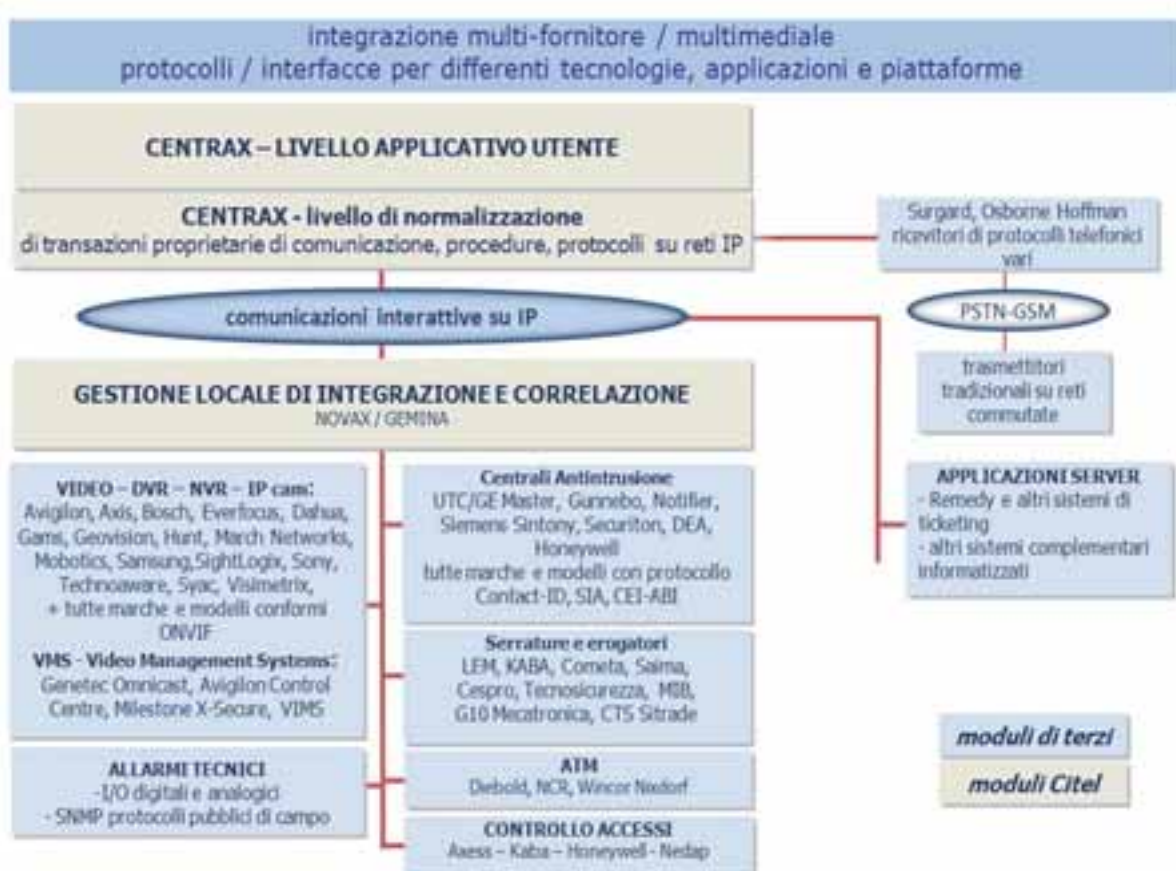 integrazione multi-fornitore / multimediale
protocolli / interfacce per differenti tecnologie, applicazioni e piattaforme
CENTRAX – LIVELLO APPLICATIVO UTENTE
CENTRAX - livello di normalizzazione
di transazioni proprietarie di comunicazione, procedure, protocolli su reti IP
Surgard, Osborne Hoffman
ricevitori di protocolli telefonici
vari
comunicazioni interattive su IP
PSTN-GSM
trasmettitori
tradizionali su reti
commutate
GESTIONE LOCALE DI INTEGRAZIONE E CORRELAZIONE
NOVAX / GEMINA
VIDEO – DVR – NVR – IP cam:
Avigilon, Axis, Bosch, Everfocus, Dahua,
Gams, Geovision, Hunt, March Networks,
Mobotics, Samsung,SightLogix, Sony,
Technoaware, Syac, Visimetrix,
+ tutte marche e modelli conformi
ONVIF
VMS - Video Management Systems:
Genetec Omnicast, Avigilon Control
Centre, Milestone X-Secure, VIMS
ALLARMI TECNICI
-I/O digitali e analogici
- SNMP protocolli pubblici di campo
Centrali Antintrusione
UTC/GE Master, Gunnebo, Notifier,
Siemens Sintony, Securiton, DEA,
Honeywell
tutte marche e modelli con protocollo
Contact-ID, SIA, CEI-ABI
Serrature e erogatori
LEM, KABA, Cometa, Saima,
Cespro, Tecnosicurezza, MIB,
G10 Mecatronica, CTS Sitrade
ATM
Diebold, NCR, Wincor Nixdorf
CONTROLLO ACCESSI
Axess – Kaba – Honeywell - Nedap
APPLICAZIONI SERVER
- Remedy e altri sistemi di
ticketing
- altri sistemi complementari
informatizzati
moduli di terzi
moduli Citel